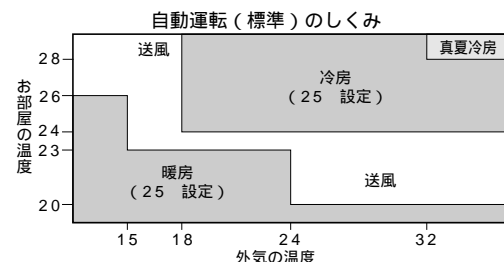 自動運転(標準)のしくみ
送風
真夏冷房
28
冷房
(25 設定)
お部屋の温度
26
24
23
暖房
(25 設定)
送風
20
15 18 24 32
外気の温度